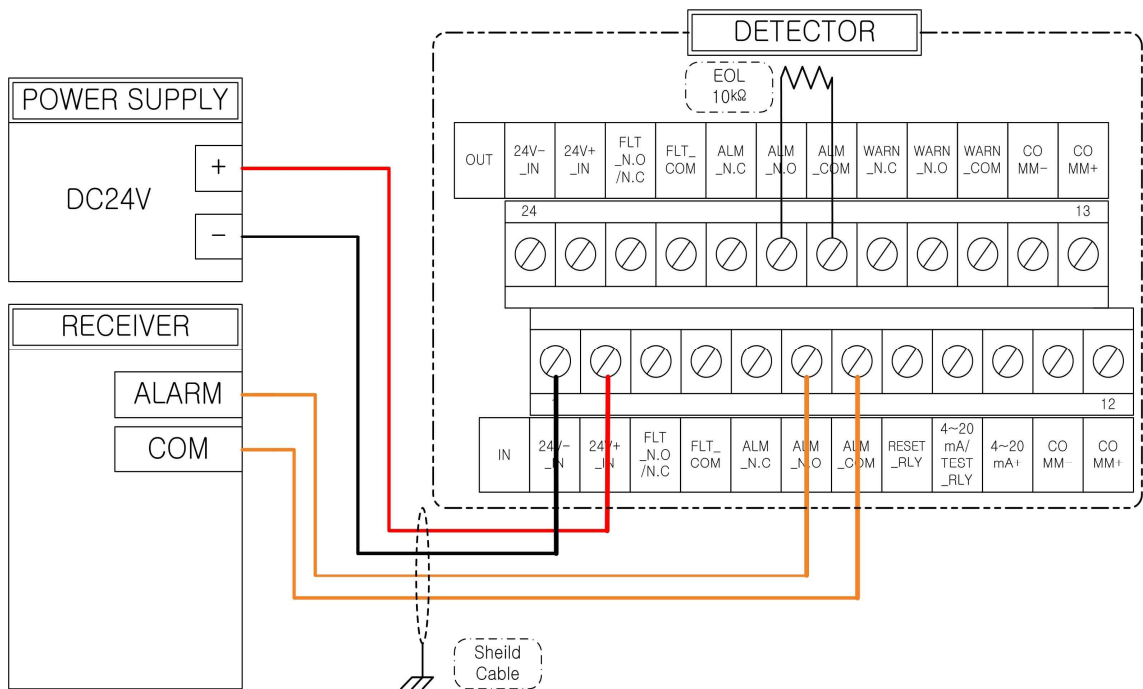 DETECTOR
EOL
10kΩ
POWER SUPPLY
+
DC24V
−
OUT
24V-
_IN
24V+
_IN
FLT
_N.O
/N.C
FLT_
COM
ALM
_N.C
ALM
_N.O
ALM
_COM
WARN
_N.C
WARN
_N.O
WARN
_COM
CO
MM-
CO
MM+
24
13
RECEIVER
ALARM
COM
12
IN
24V-
_IN
24V+
_IN
FLT
_N.O
/N.C
FLT_
COM
ALM
_N.C
ALM
_N.O
ALM
_COM
RESET
_RLY
4~20
mA/
TEST
_RLY
4~20
mA+
CO
MM-
CO
MM+
Sheild
Cable